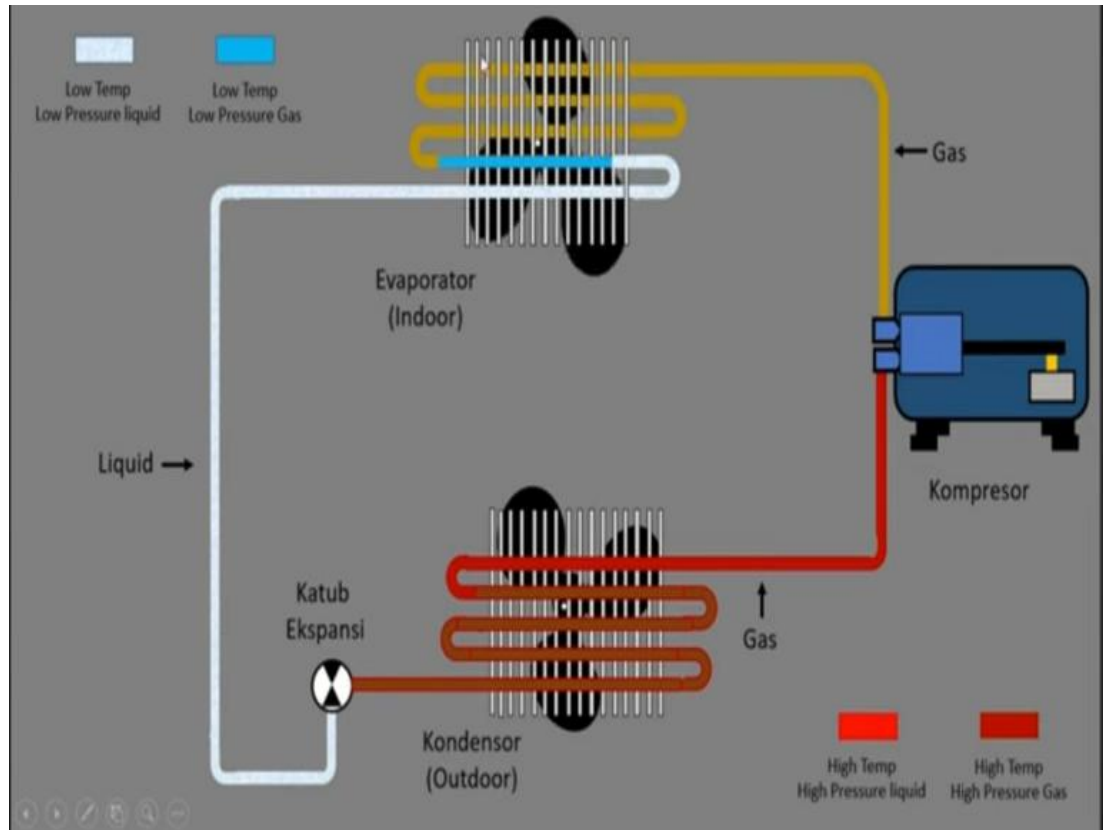 Low Temp
Low Pressure liquid
Low Temp
Low Pressure Gas
Gas
Evaporator
(Indoor)
Liquid
Kompresor
Katub
Ekspansi
Gas
Kondensor
(Outdoor)
High Temp
High Pressure liquid
High Temp
High Pressure Gas